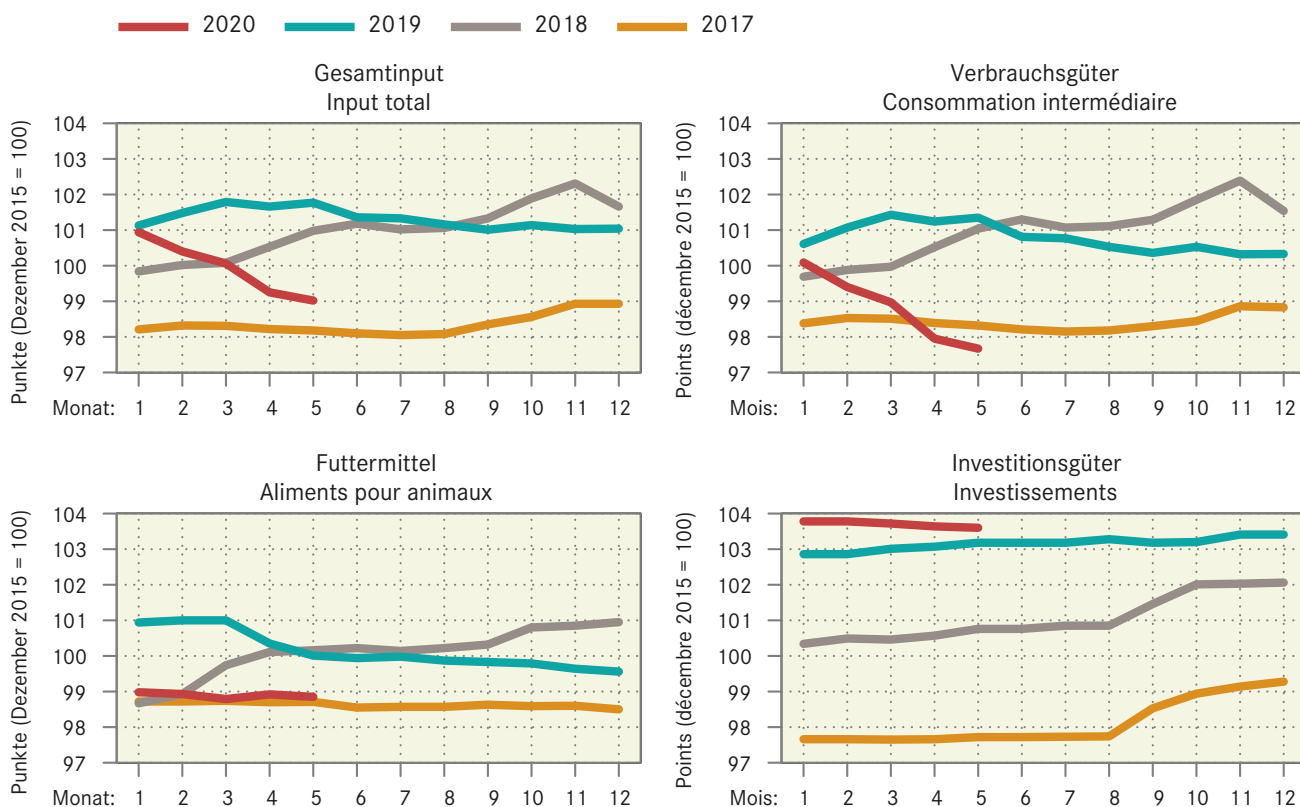 2020 2019 2018 2017
Gesamtinput
Input total
Punkte (Dezember 2015 = 100)
104
103
102
101
100
99
98
97
Monat: 1 2 3 4 5 6 7 8 9 10 11 12
Verbrauchsgüter
Consommation intermédiaire
Points (décembre 2015 = 100)
104
103
102
101
100
99
98
97
Mois: 1 2 3 4 5 6 7 8 9 10 11 12
Futtermittel
Aliments pour animaux
Punkte (Dezember 2015 = 100)
104
103
102
101
100
99
98
97
Monat: 1 2 3 4 5 6 7 8 9 10 11 12
Investitionsgüter
Investissements
Points (décembre 2015 = 100)
104
103
102
101
100
99
98
97
Mois: 1 2 3 4 5 6 7 8 9 10 11 12